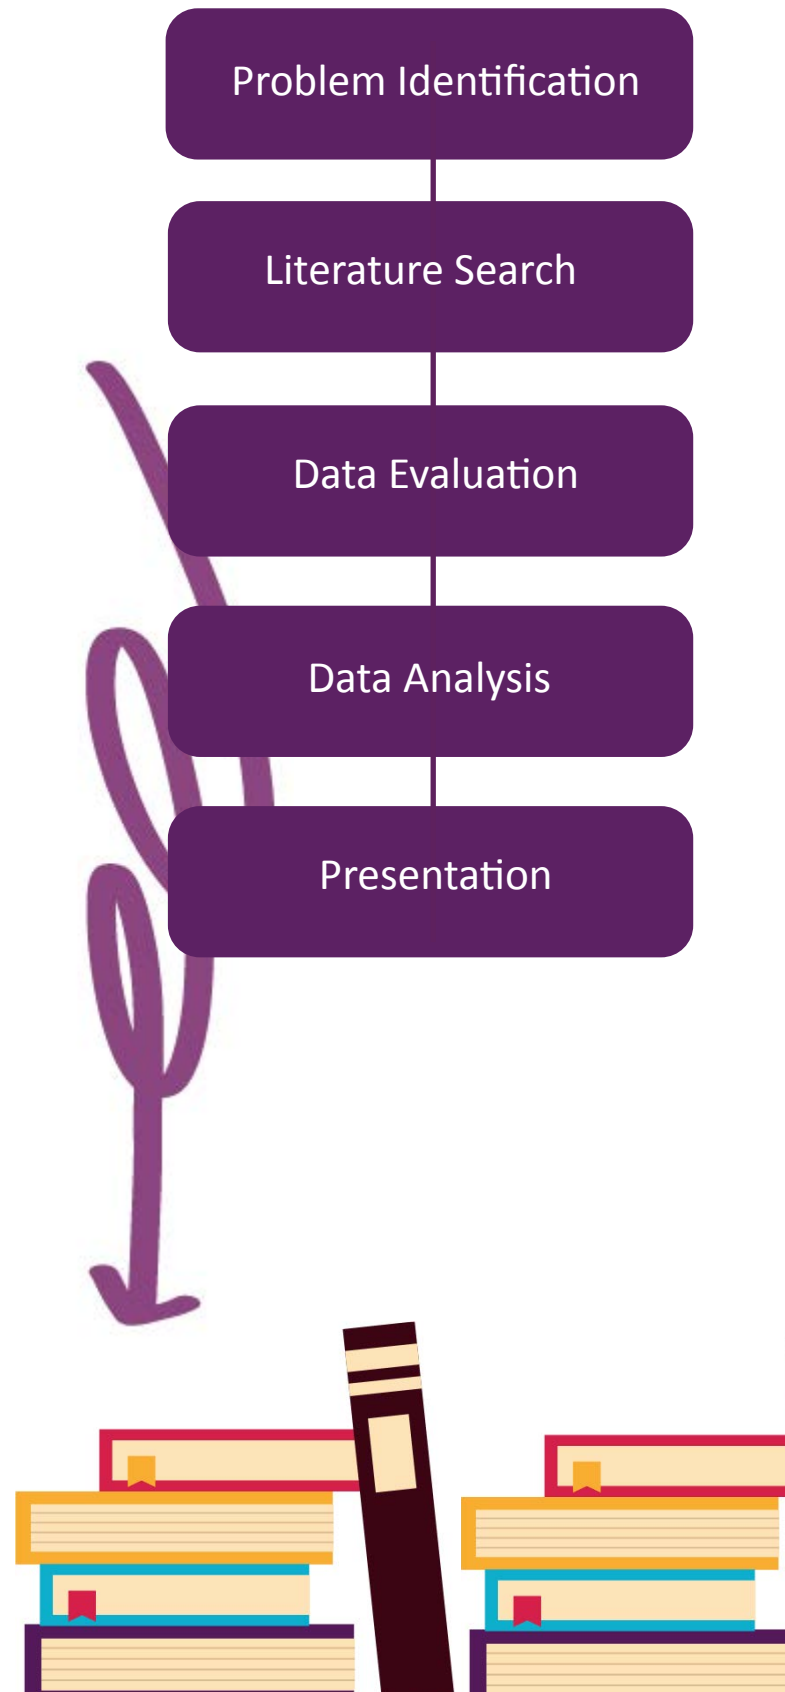 Problem Identification
Literature Search
Data Evaluation
Data Analysis
Presentation